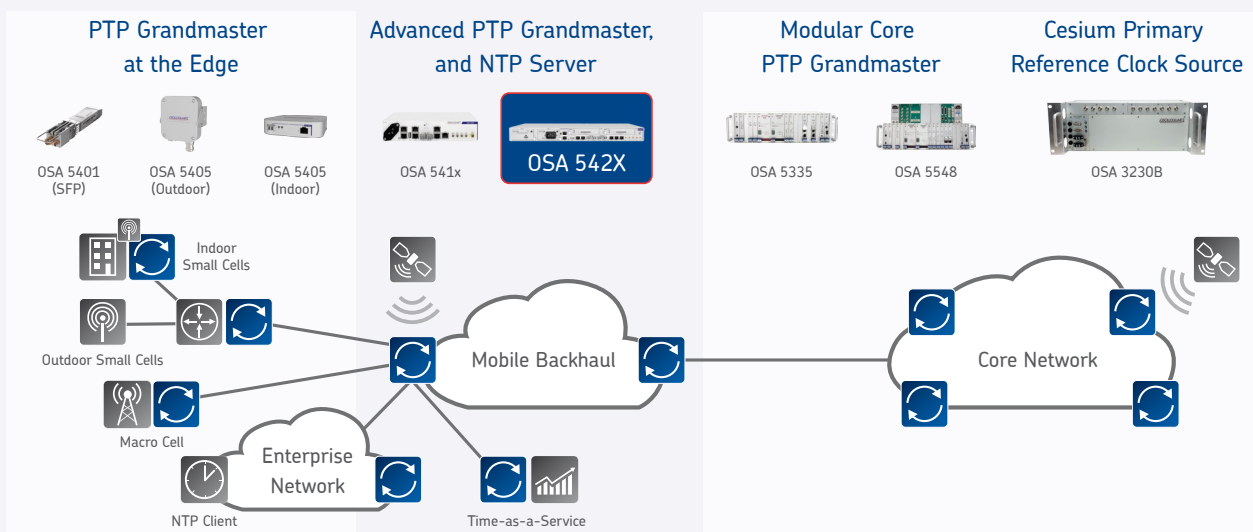 PTP Grandmaster
at the Edge
Advanced PTP Grandmaster,
and NTP Server
Modular Core
PTP Grandmaster
Cesium Primary
Reference Clock Source
OSA 5401
(SFP)
OSA 5405
(Outdoor)
OSA 5405
(Indoor)
OSA 541x
OSA 542X
OSA 5335
OSA 5548
OSA 3230B
Indoor
Small Cells
Outdoor Small Cells
Mobile Backhaul
Core Network
Macro Cell
Enterprise
Network
NTP Client
Time-as-a-Service